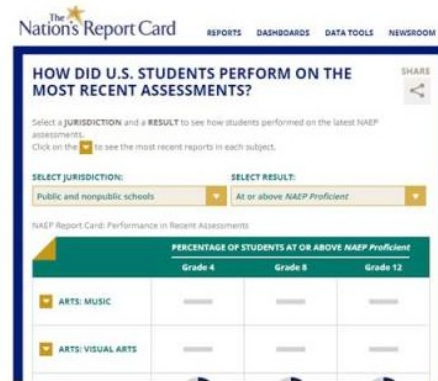 The
Nation's Report Card
REPORTS DASHBOARDS DATA TOOLS NEWSROOM
HOW DID U.S. STUDENTS PERFORM ON THE
MOST RECENT ASSESSMENTS?
SHARE
Select a JURISDICTION and a RESULT to see how students performed on the latest NAEP
assessments.
Click on the to see the most recent reports in each subject.
SELECT JURISDICTION: SELECT RESULT:
Public and nonpublic schools At or above NAEP Proficient
NAEP Report Card: Performance in Recent Assessments
PERCENTAGE OF STUDENTS AT OR ABOVE NAEP Proficient
Grade 4 Grade 8 Grade 12
ARTS: MUSIC
ARTS: VISUAL ARTS